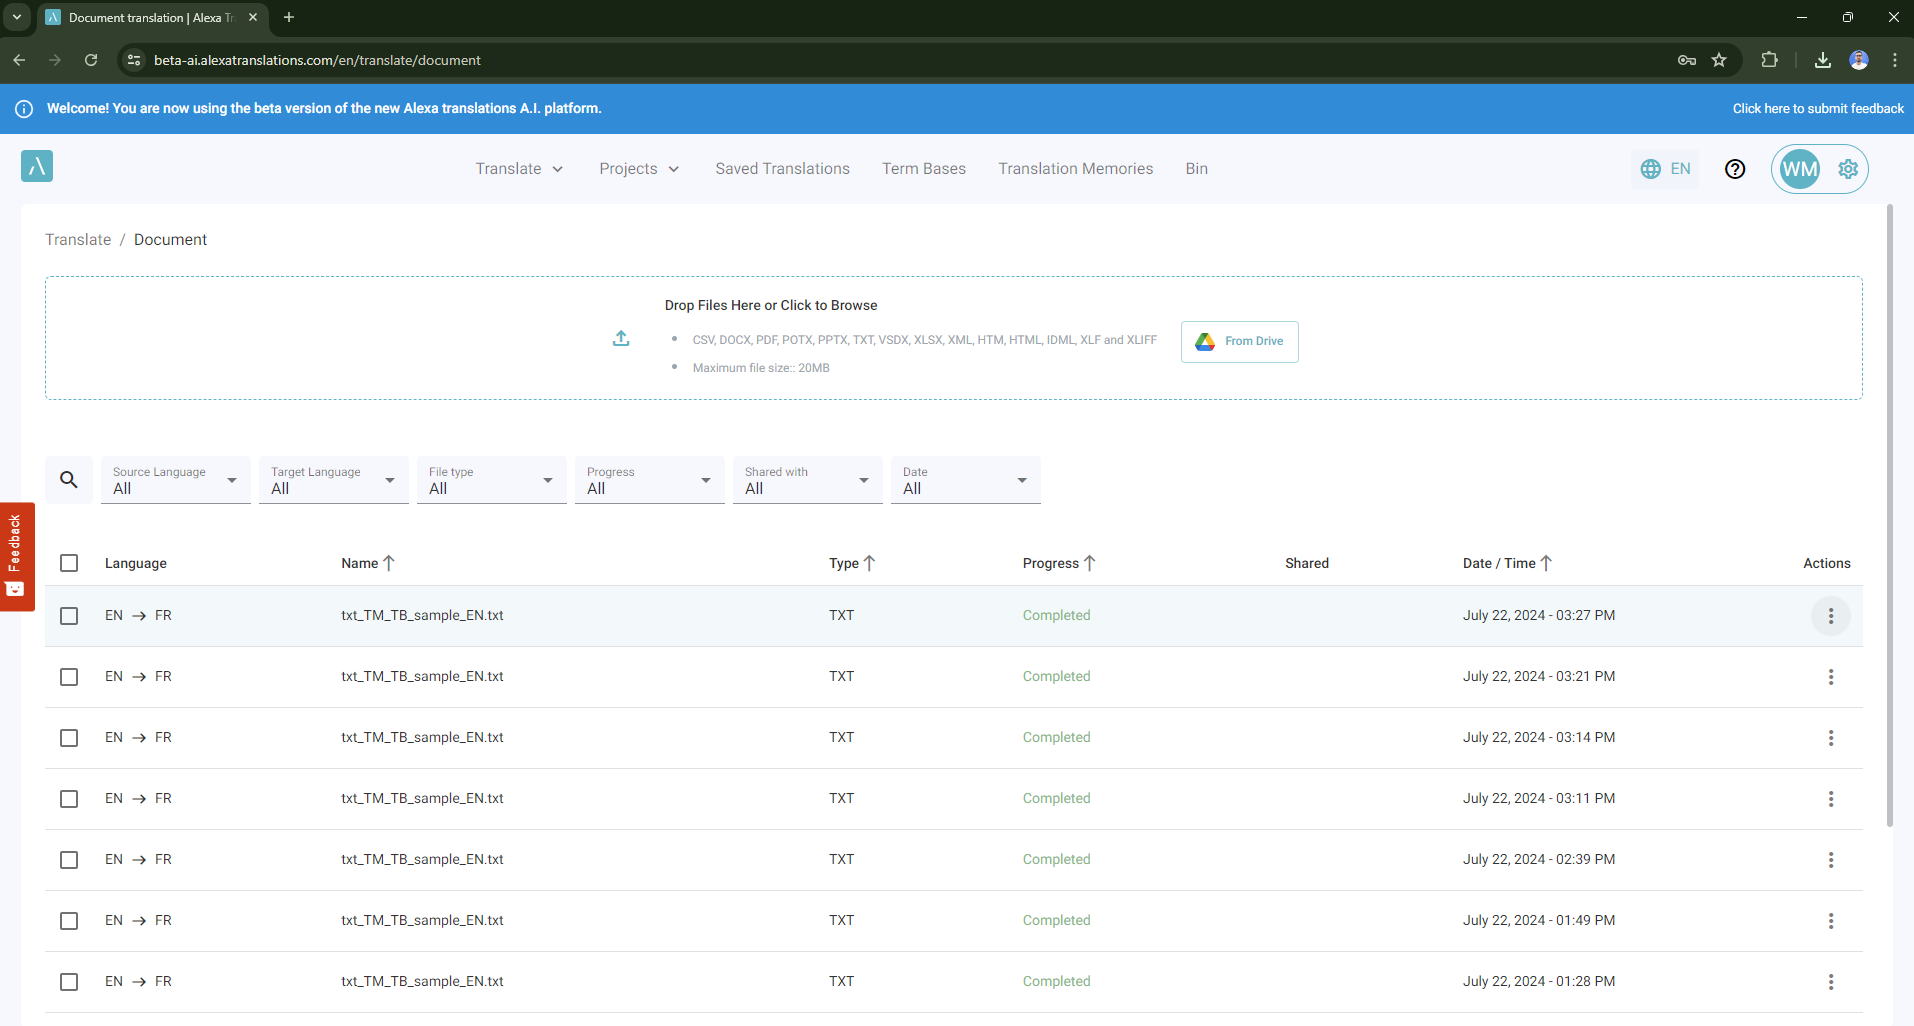 Document translation | Alexa Tr
beta-ai.alexatranslations.com/en/translate/document
Welcome! You are now using the beta version of the new Alexa translations A.I. platform.
Click here to submit feedback
Translate
Projects
Saved Translations
Term Bases
Translation Memories
Bin
EN
WM
Translate / Document
Drop Files Here or Click to Browse
CSV, DOCX, PDF, POTX, PPTX, TXT, VSDX, XLSX, XML, HTM, HTML, IDML, XLF and XLIFF
Maximum file size:: 20MB
From Drive
Source Language
All
Target Language
All
File type
All
Progress
All
Shared with
All
Date
All
Feedback
Language Name Type Progress Shared Date / Time Actions
EN → FR txt_TM_TB_sample_EN.txt TXT Completed July 22, 2024 - 03:27 PM
EN → FR txt_TM_TB_sample_EN.txt TXT Completed July 22, 2024 - 03:21 PM
EN → FR txt_TM_TB_sample_EN.txt TXT Completed July 22, 2024 - 03:14 PM
EN → FR txt_TM_TB_sample_EN.txt TXT Completed July 22, 2024 - 03:11 PM
EN → FR txt_TM_TB_sample_EN.txt TXT Completed July 22, 2024 - 02:39 PM
EN → FR txt_TM_TB_sample_EN.txt TXT Completed July 22, 2024 - 01:49 PM
EN → FR txt_TM_TB_sample_EN.txt TXT Completed July 22, 2024 - 01:28 PM